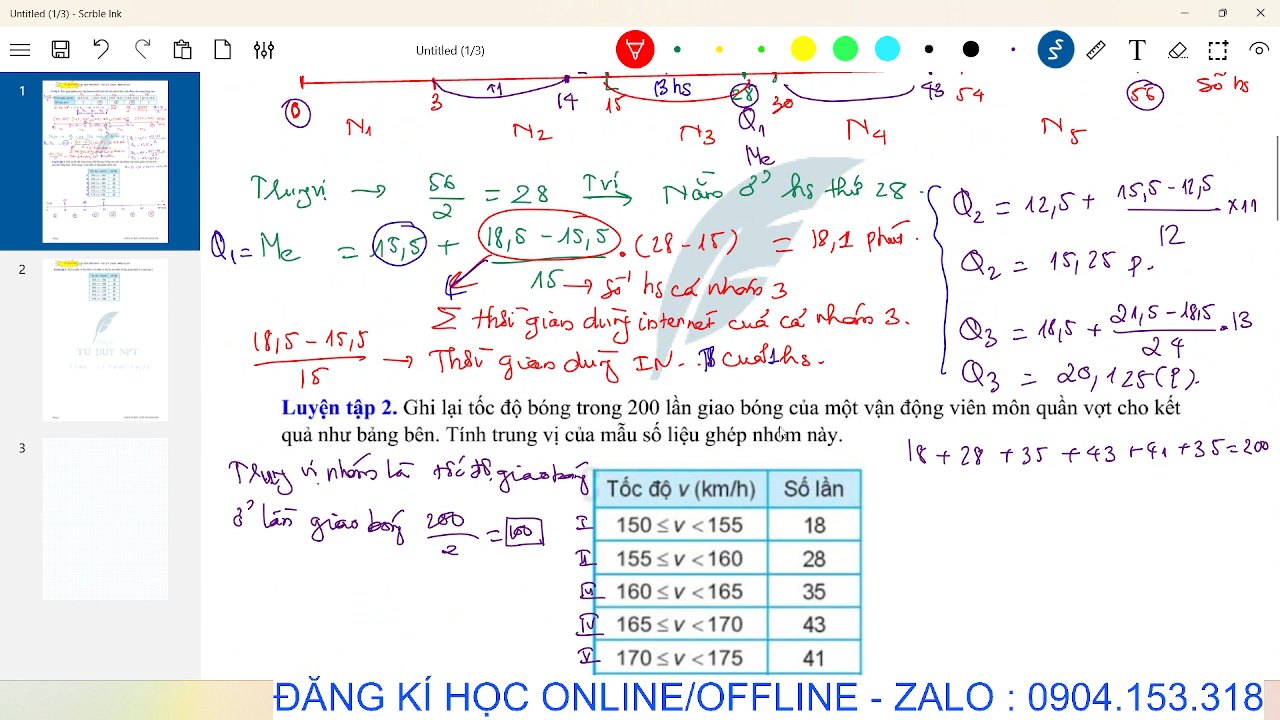 Untitled (1/3) - Scrble Ink
Untitled (1/3)
T
1
2
3
TƯ DUY NPT
0 3 11 14 15 13 hs 28 30 43 54 56 Số hs
N1 N2 N3 Q1 N4 N5
Me
Trung vị → 56/2 = 28 T vị → Nằm ở hs thứ 28.
Q1 = Me = 15,5 + (18,5 - 15,5)/15 . (28 - 15) = 18,1 phút.
15 → Số hs cả nhóm 3
Σ thời gian dùng internet của cả nhóm 3.
(18,5 - 15,5)/15 → Thời gian dùng IN.. của 1 hs.
Q2 = 12,5 + (15,5 - 12,5)/12 x 11
Q2 = 15,25 p.
Q3 = 18,5 + (21,5 - 18,5)/24 . 13
Q3 = 20,125 (p).
Luyện tập 2. Ghi lại tốc độ bóng trong 200 lần giao bóng của một vận động viên môn quần vợt cho kết
quả như bảng bên. Tính trung vị của mẫu số liệu ghép nhóm này.
18 + 28 + 35 + 43 + 41 + 35 = 200
Trung vị nhóm là tốc độ giao bóng
ở lần giao bóng 200/2 = 100
Tốc độ v (km/h) Số lần
I 150 ≤ v < 155 18
II 155 ≤ v < 160 28
III 160 ≤ v < 165 35
IV 165 ≤ v < 170 43
V 170 ≤ v < 175 41
ĐĂNG KÍ HỌC ONLINE/OFFLINE - ZALO : 0904.153.318